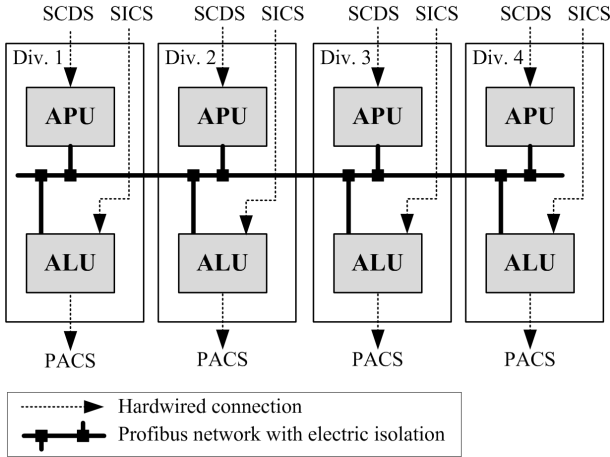 SCDS SICS SCDS SICS SCDS SICS SCDS SICS
Div. 1 Div. 2 Div. 3 Div. 4
APU APU APU APU
ALU ALU ALU ALU
PACS PACS PACS PACS
Hardwired connection
Profibus network with electric isolation